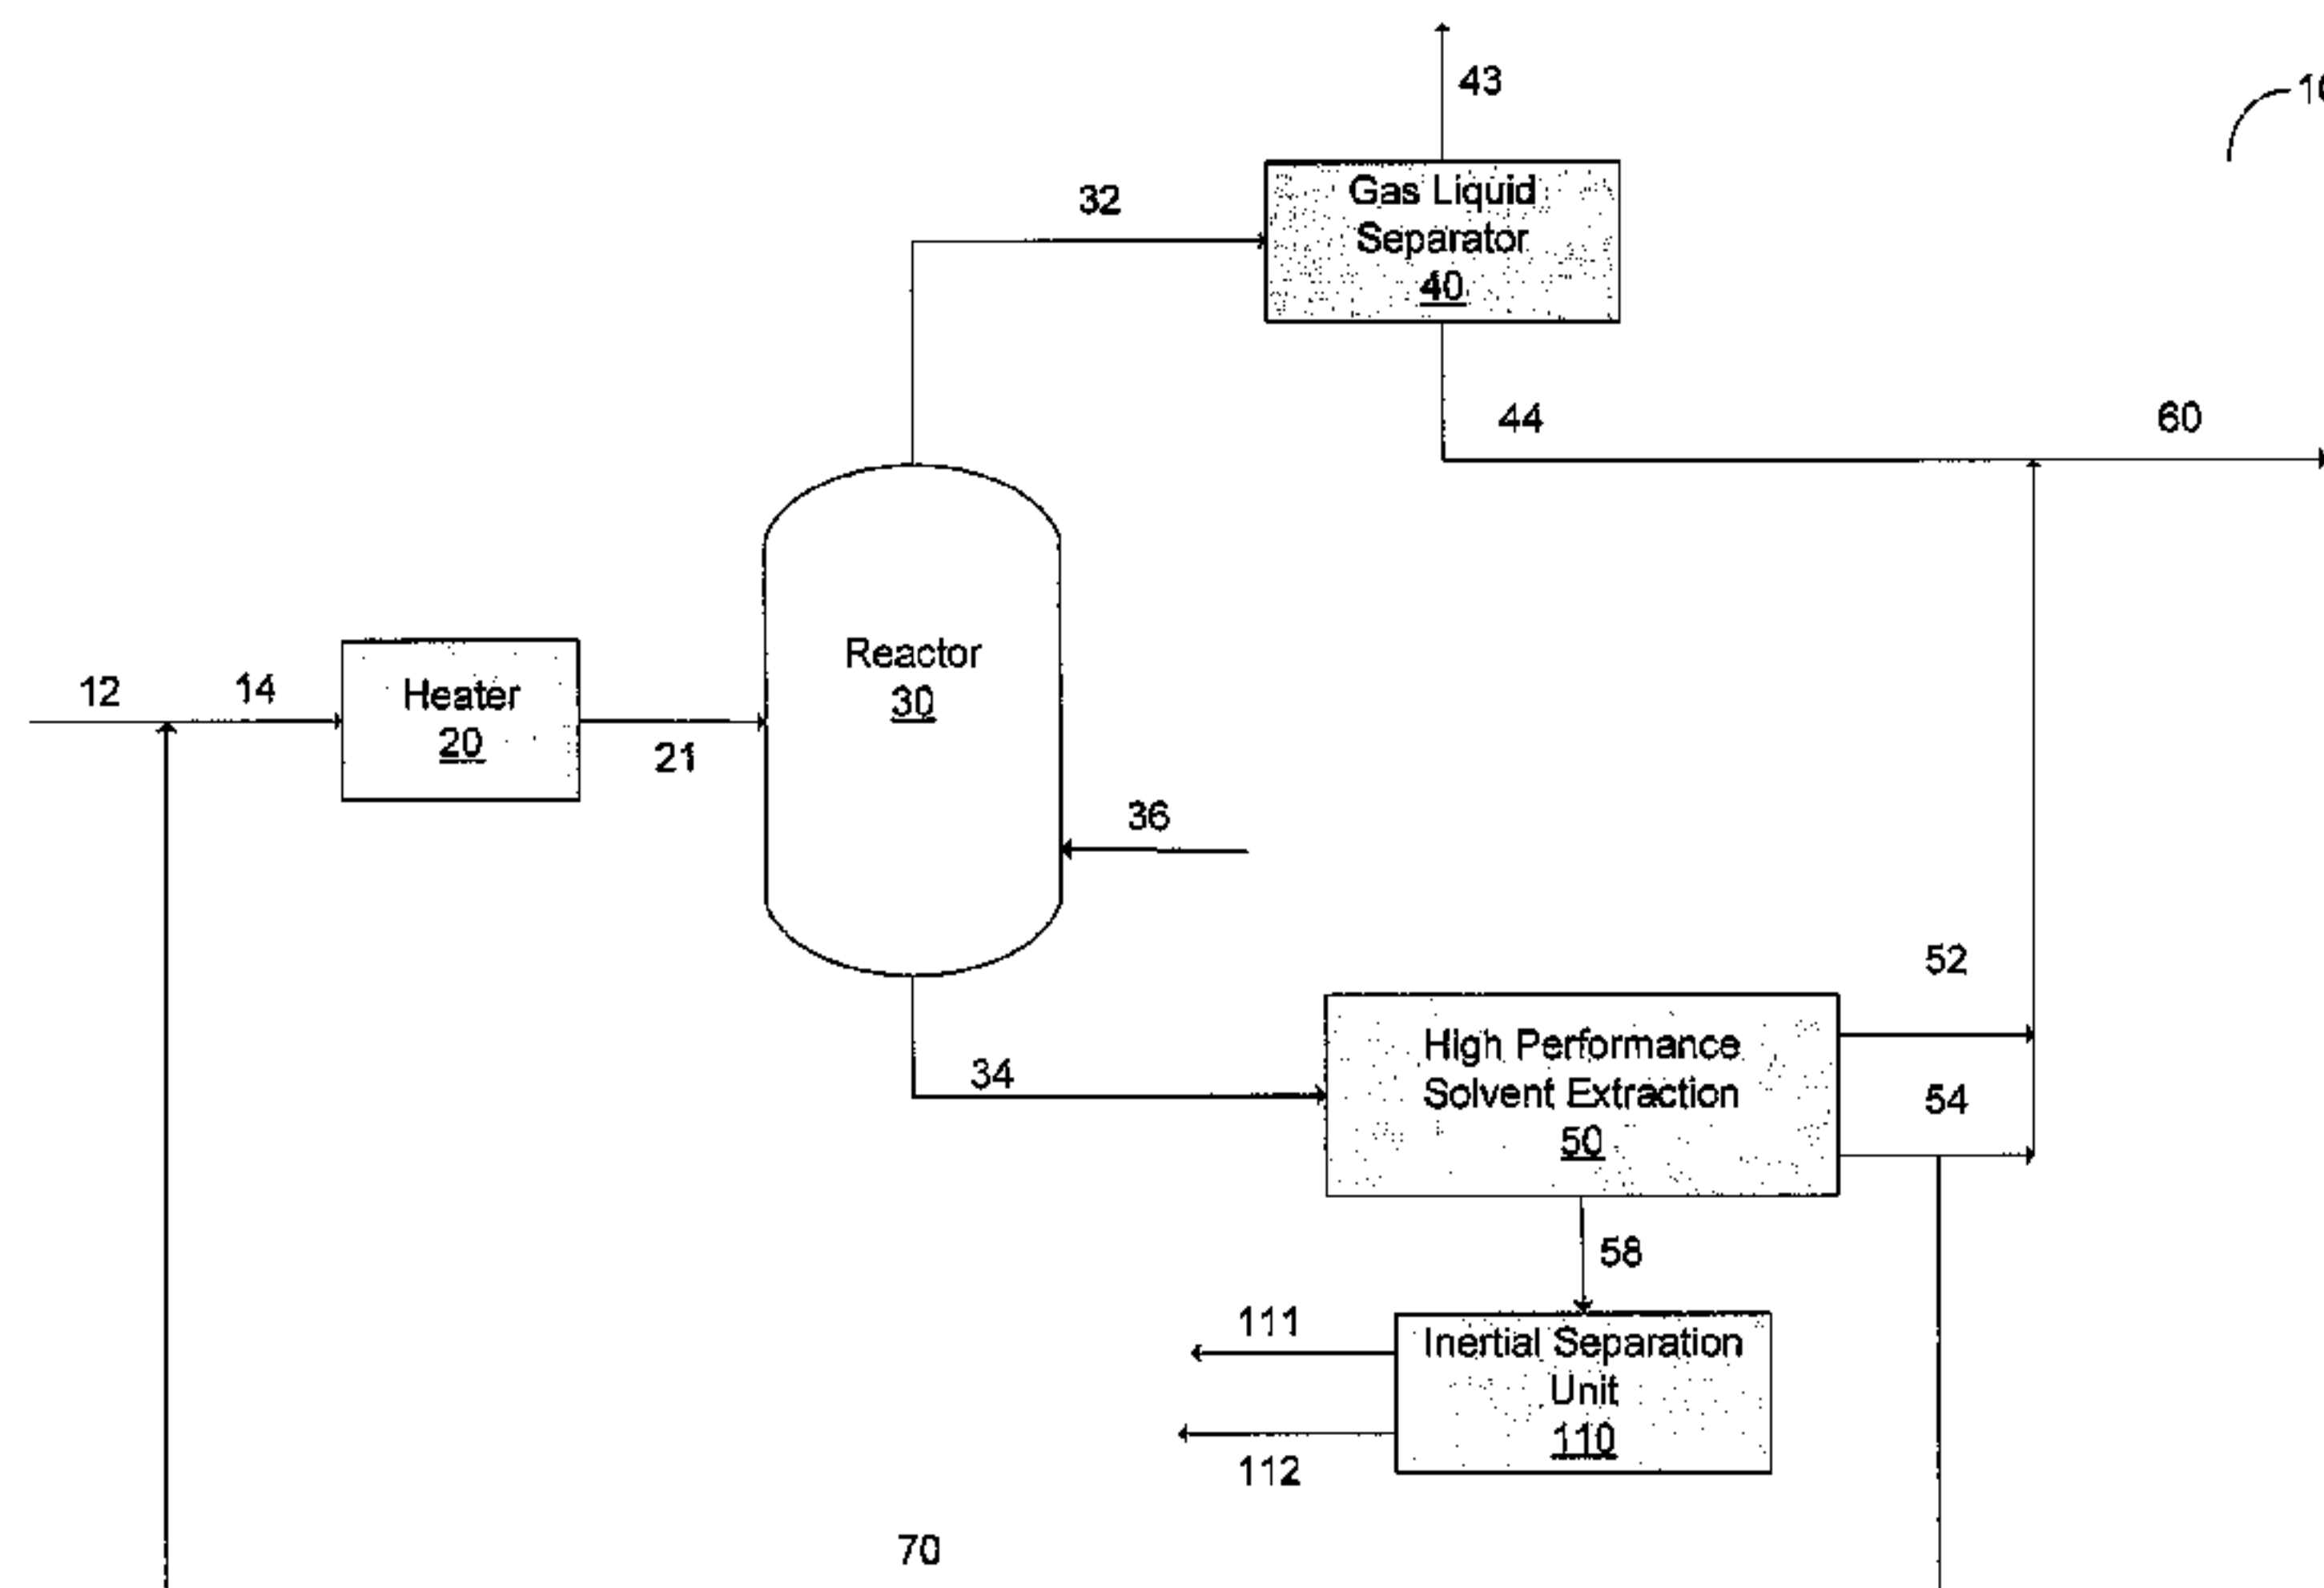 43
32
Gas Liquid
Separator
40
44
60
Reactor
30
12
14
Heater
20
21
36
52
High Performance
Solvent Extraction
50
34
54
58
111
Inertial Separation
Unit
110
112
70